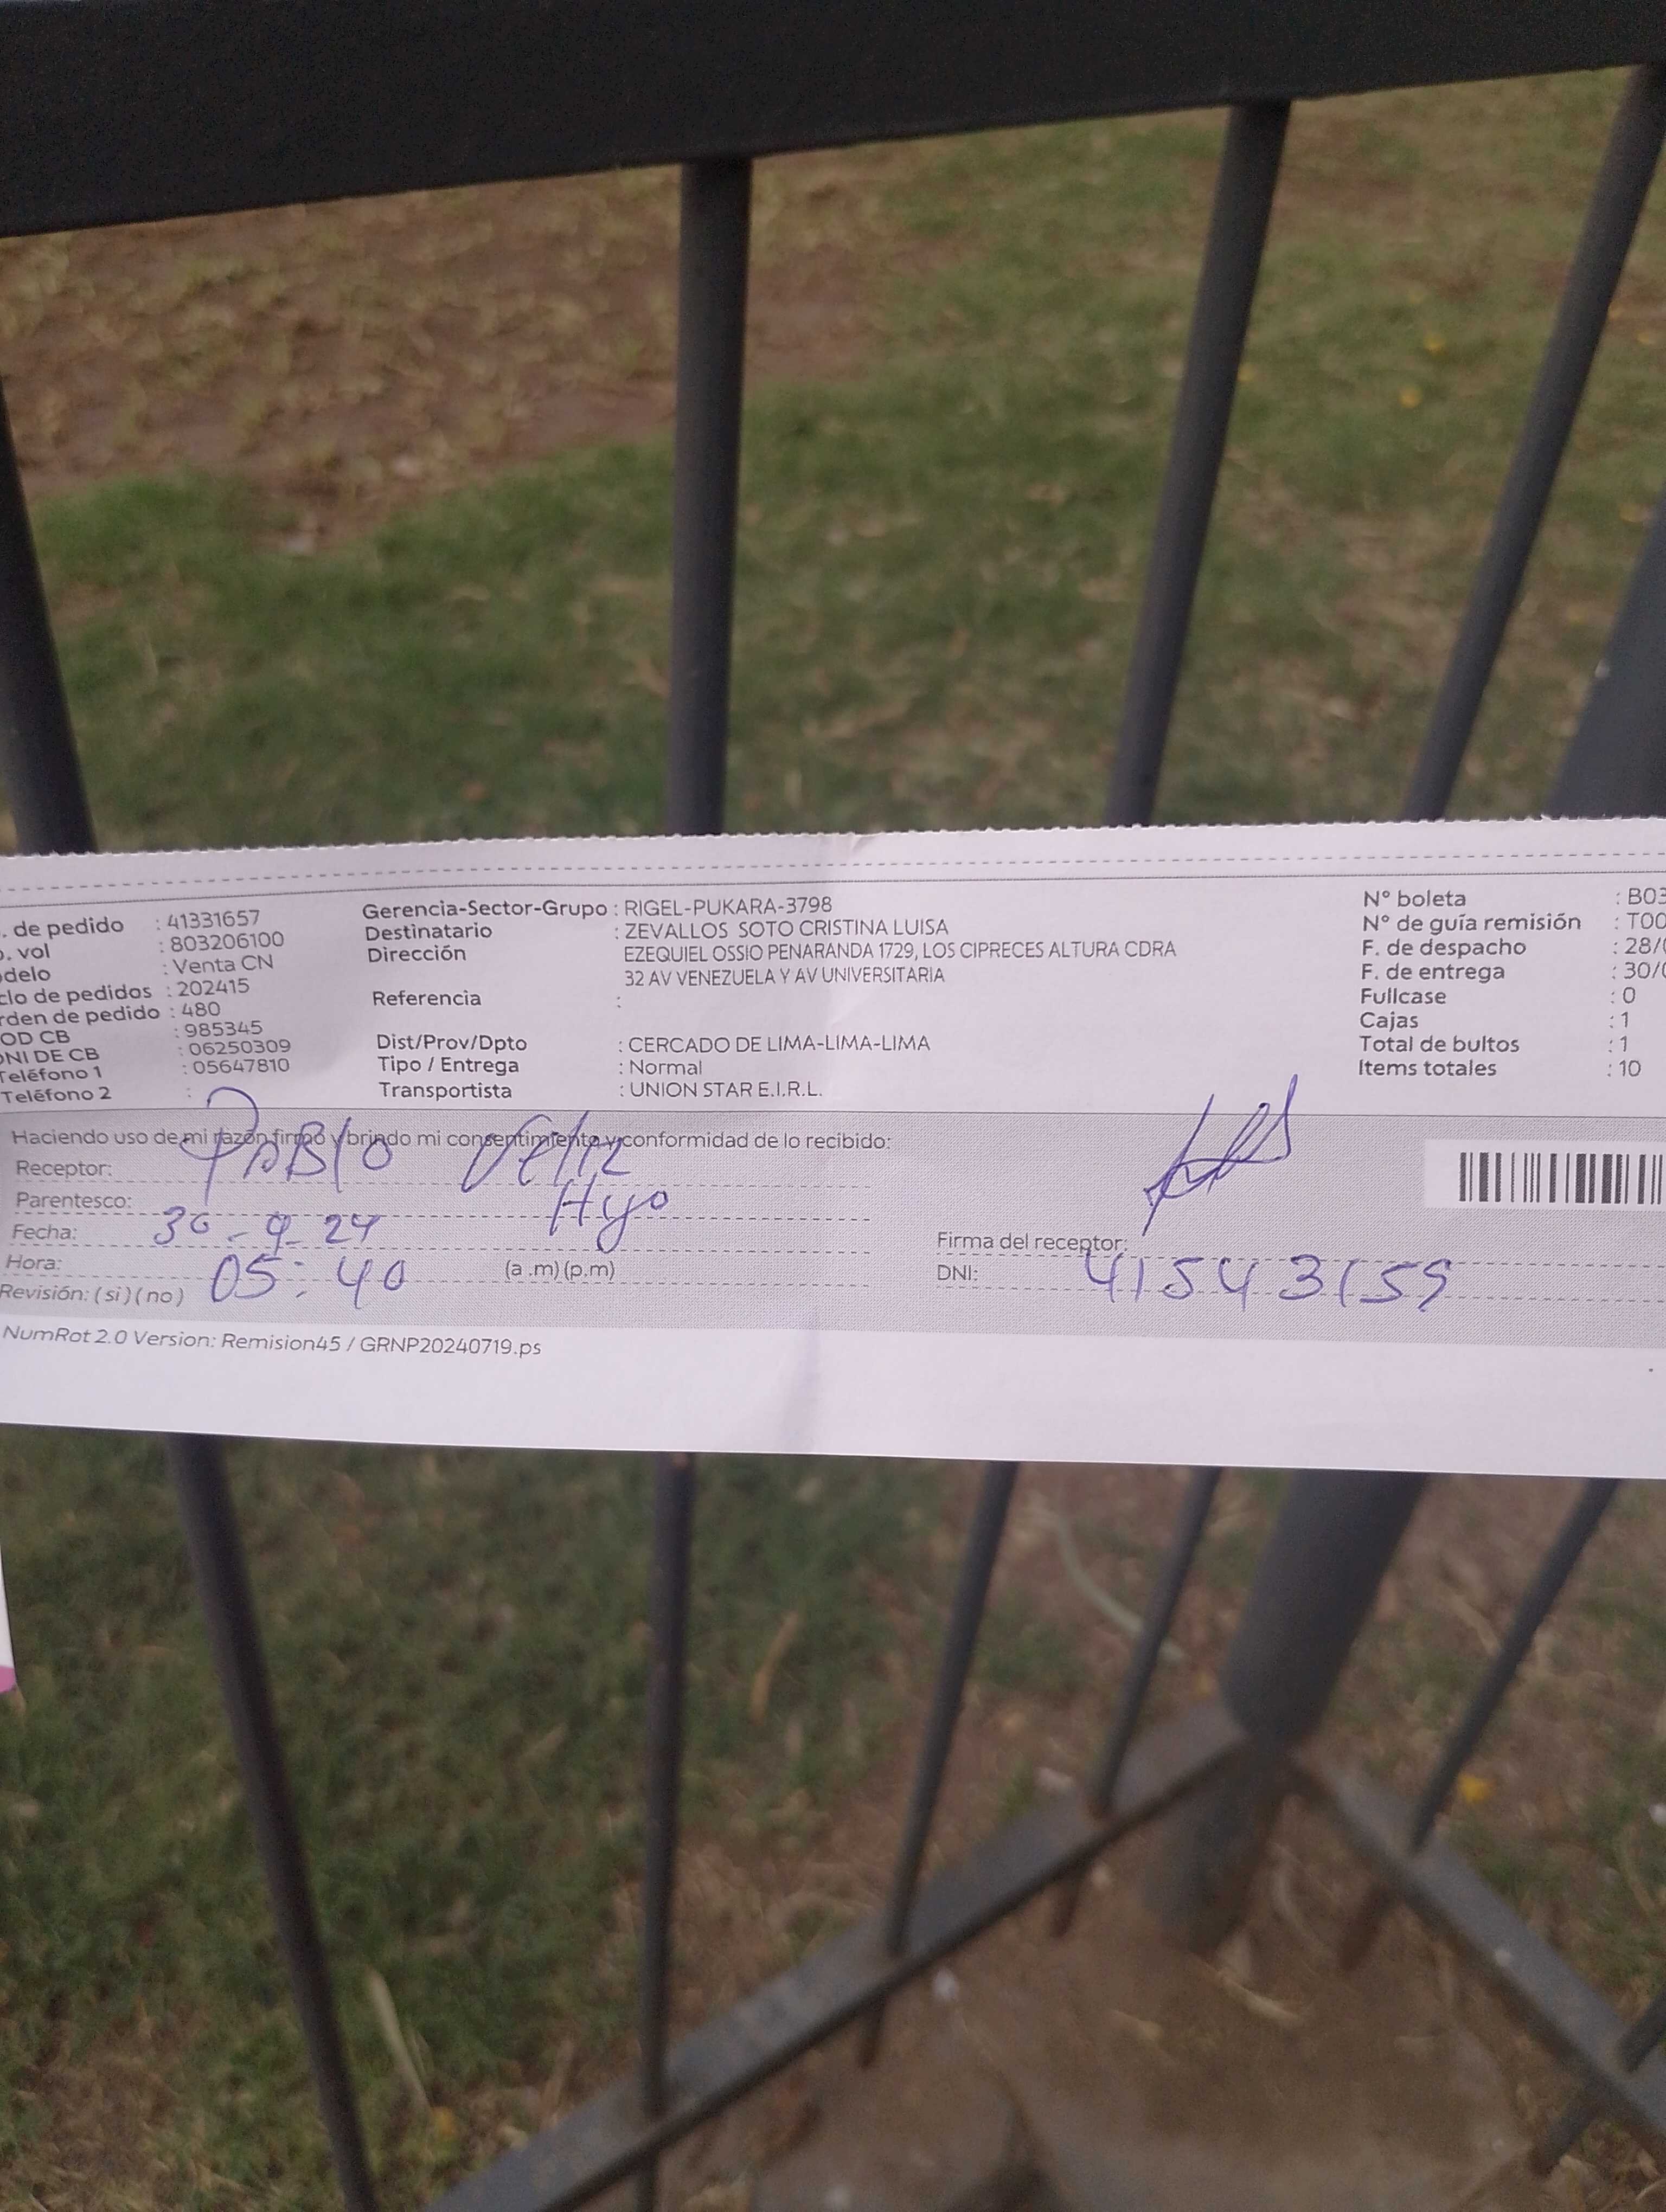 . de pedido : 41331657
. vol : 803206100
delo : Venta CN
clo de pedidos : 202415
rden de pedido : 480
OD CB : 985345
NI DE CB : 06250309
Teléfono 1 : 05647810
Teléfono 2 :
Gerencia-Sector-Grupo : RIGEL-PUKARA-3798
Destinatario : ZEVALLOS SOTO CRISTINA LUISA
Dirección EZEQUIEL OSSIO PENARANDA 1729, LOS CIPRECES ALTURA CDRA
32 AV VENEZUELA Y AV UNIVERSITARIA
Referencia :
Dist/Prov/Dpto : CERCADO DE LIMA-LIMA-LIMA
Tipo / Entrega : Normal
Transportista : UNION STAR E.I.R.L.
N° boleta : B03
N° de guía remisión : T00
F. de despacho : 28/
F. de entrega : 30/
Fullcase : 0
Cajas : 1
Total de bultos : 1
Items totales : 10
Haciendo uso de mi razón firmo y brindo mi consentimiento y conformidad de lo recibido:
Receptor: PABlO Veliz
Parentesco: Hijo
Fecha: 30-9-24
Hora: 05:40 (a .m) (p.m)
Revisión: ( si ) ( no )
Firma del receptor:
DNI: 41543159
NumRot 2.0 Version: Remision45 / GRNP20240719.ps